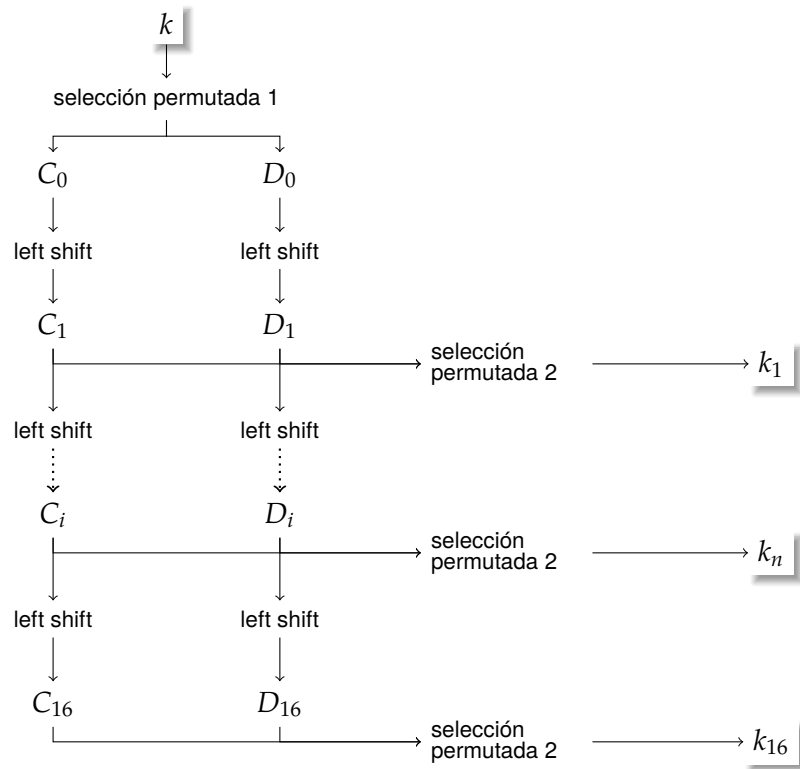 k
selección permutada 1
C₀ D₀
left shift left shift
C₁ D₁
selección
permutada 2
k₁
left shift left shift
Cᵢ Dᵢ
selección
permutada 2
kₙ
left shift left shift
C₁₆ D₁₆
selección
permutada 2
k₁₆